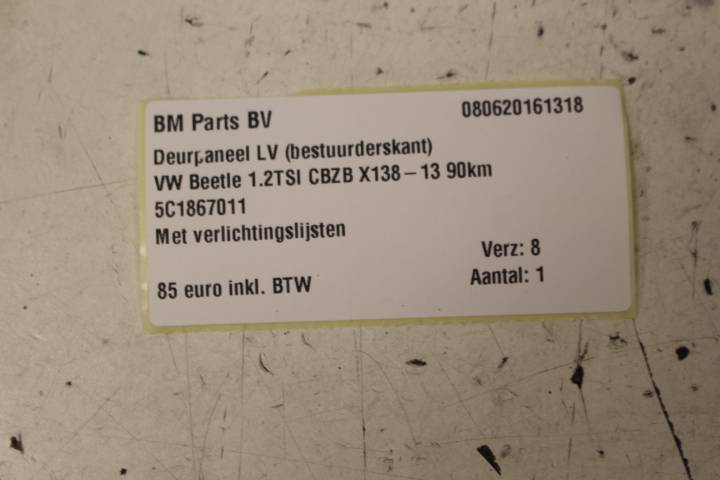 BM Parts BV 080620161318
Deurpaneel LV (bestuurderskant)
VW Beetle 1.2TSI CBZB X138-13 90km
5C1867011
Met verlichtingslijsten
Verz: 8
85 euro inkl. BTW Aantal: 1